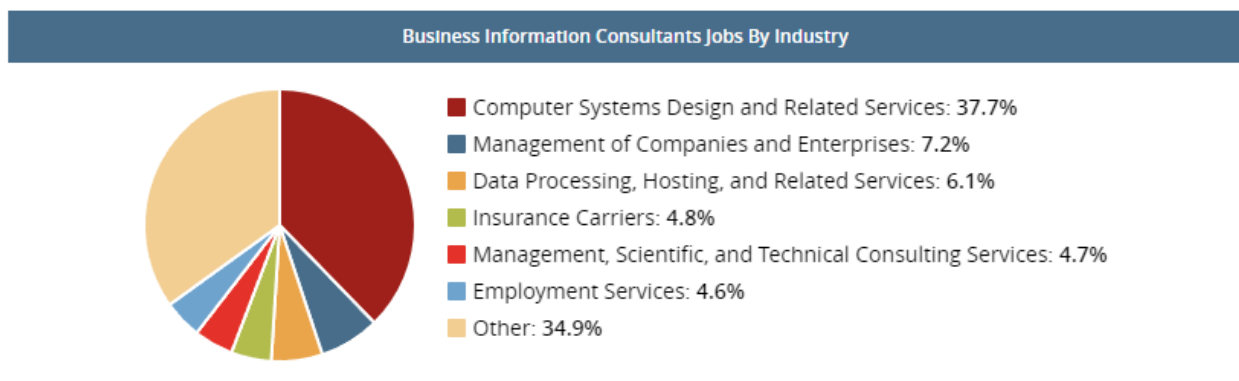 Business Information Consultants Jobs By Industry
Computer Systems Design and Related Services: 37.7%
Management of Companies and Enterprises: 7.2%
Data Processing, Hosting, and Related Services: 6.1%
Insurance Carriers: 4.8%
Management, Scientific, and Technical Consulting Services: 4.7%
Employment Services: 4.6%
Other: 34.9%